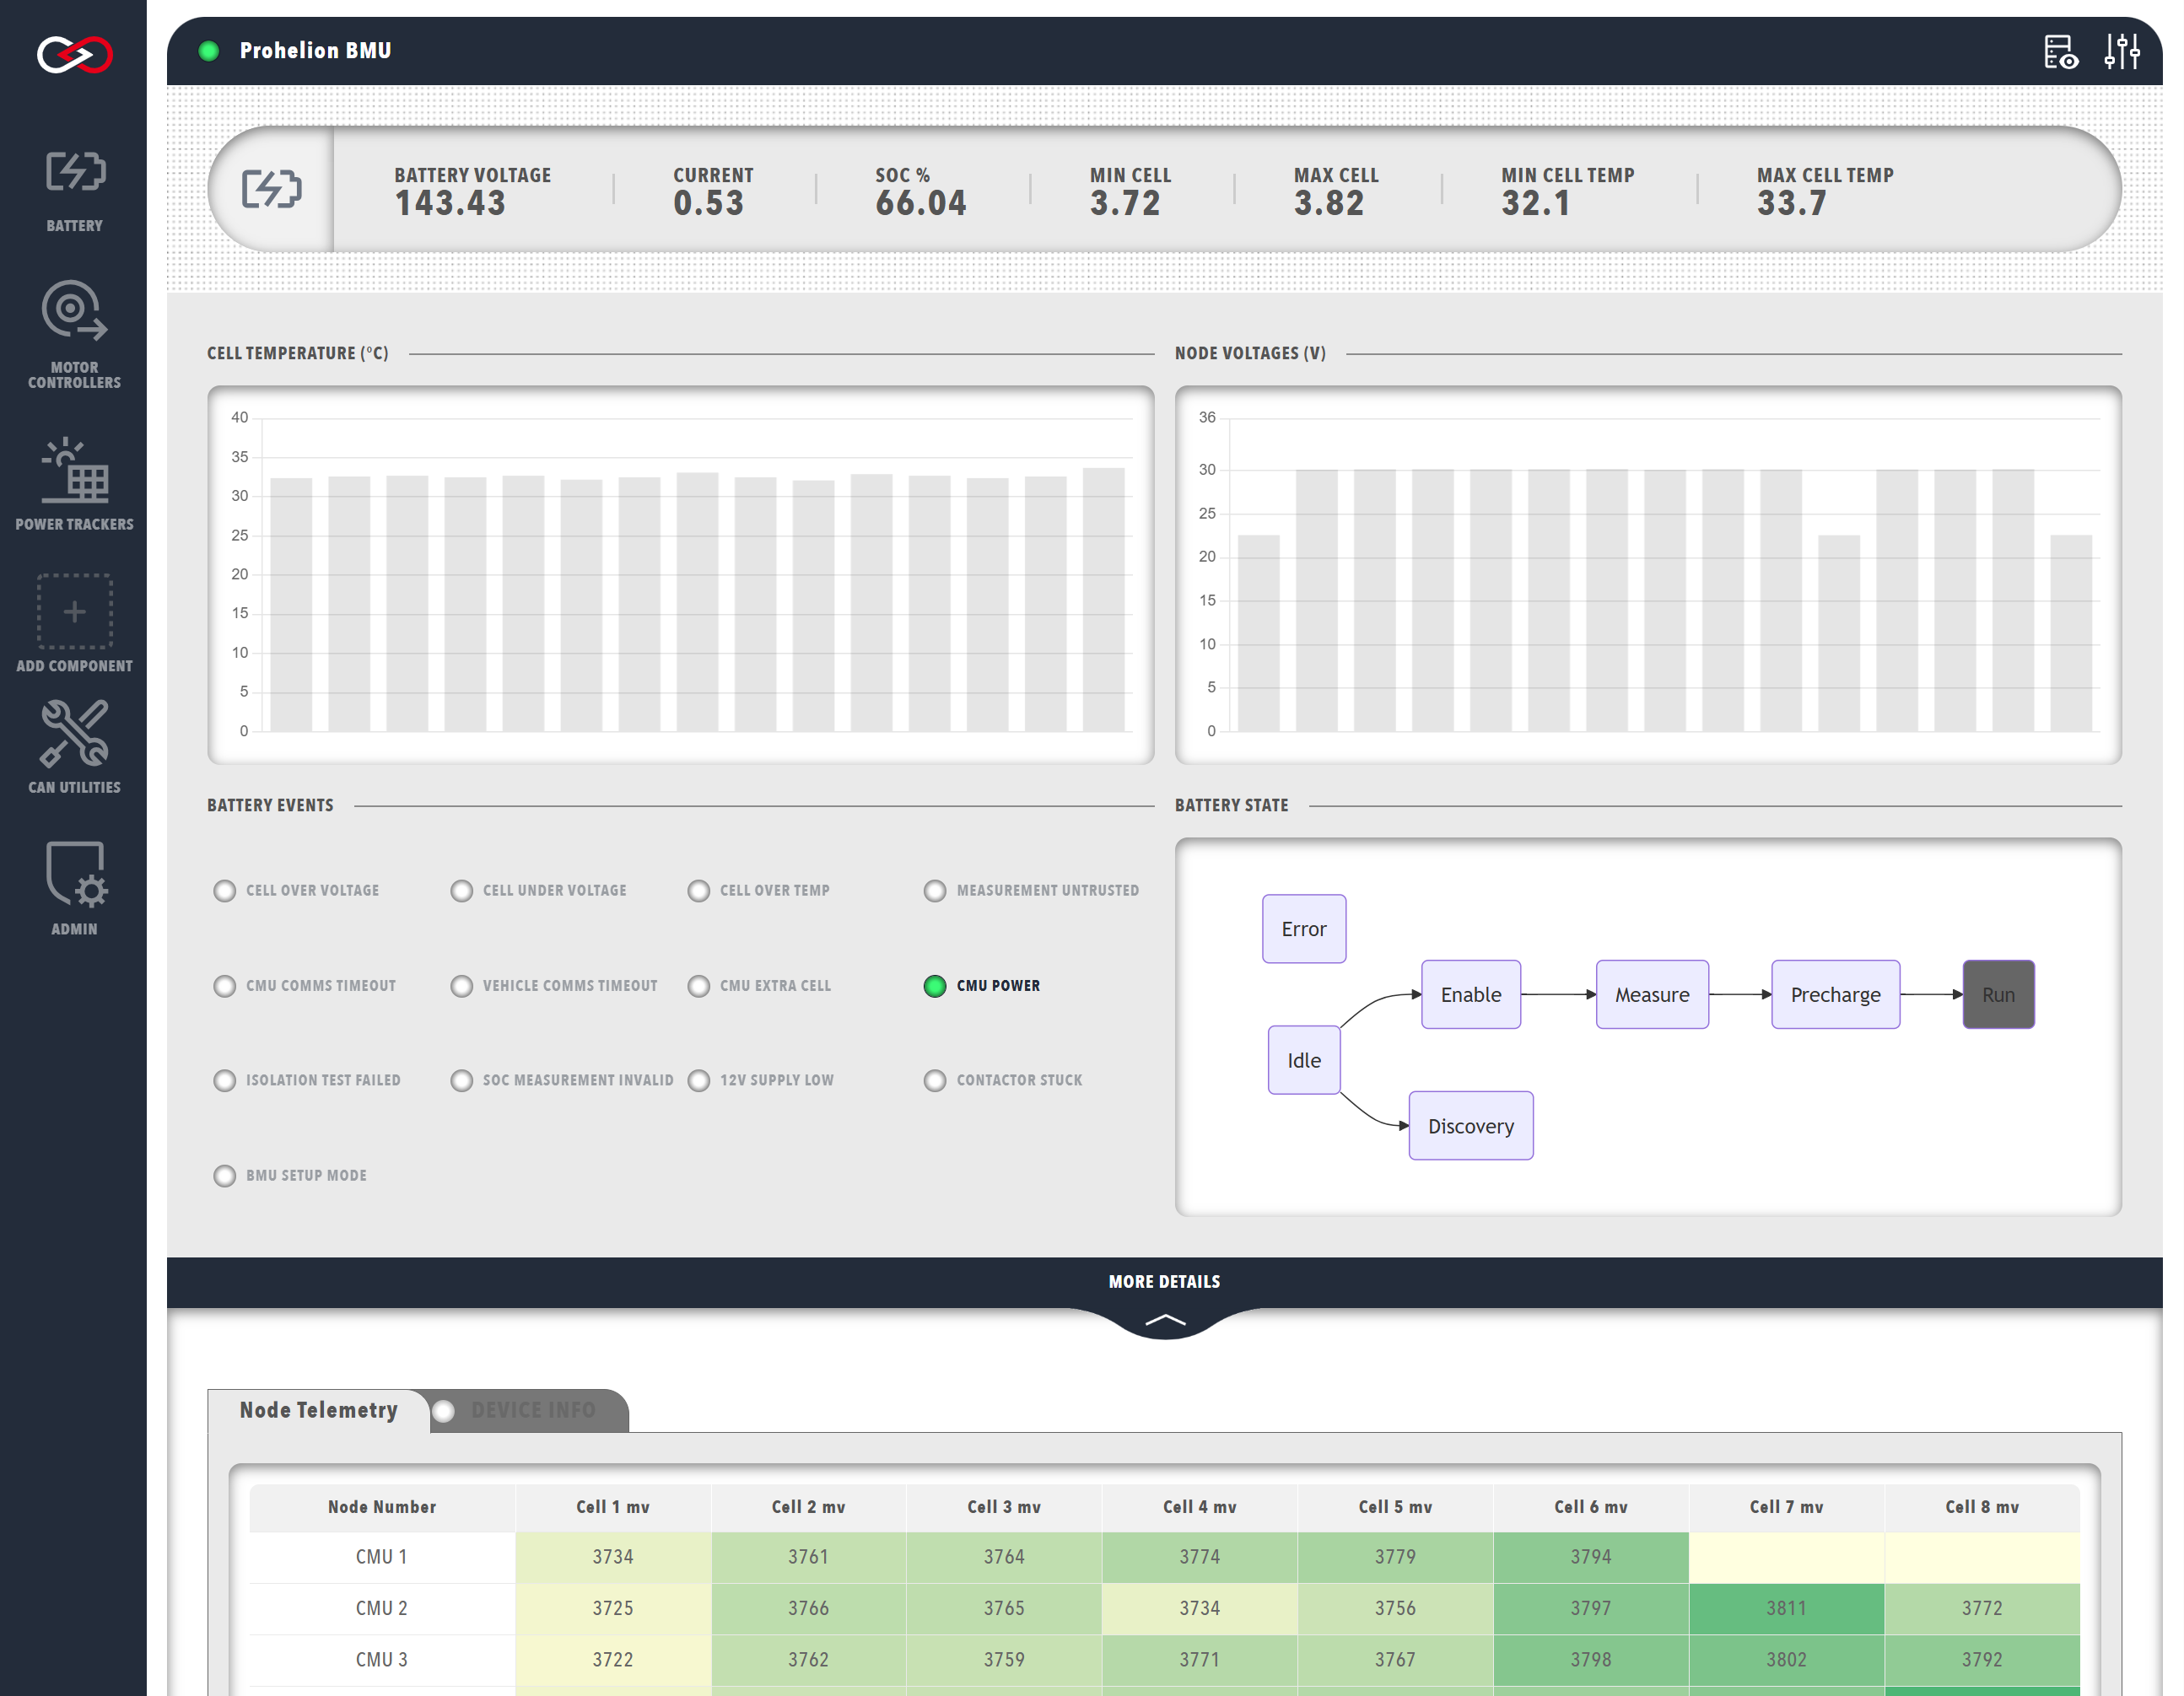 Prohelion BMU
BATTERY
MOTOR
CONTROLLERS
POWER TRACKERS
ADD COMPONENT
CAN UTILITIES
ADMIN
BATTERY VOLTAGE
143.43
CURRENT
0.53
SOC %
66.04
MIN CELL
3.72
MAX CELL
3.82
MIN CELL TEMP
32.1
MAX CELL TEMP
33.7
CELL TEMPERATURE (°C)
40
35
30
25
20
15
10
5
0
NODE VOLTAGES (V)
36
30
25
20
15
10
5
0
BATTERY EVENTS
CELL OVER VOLTAGE
CELL UNDER VOLTAGE
CELL OVER TEMP
MEASUREMENT UNTRUSTED
CMU COMMS TIMEOUT
VEHICLE COMMS TIMEOUT
CMU EXTRA CELL
CMU POWER
ISOLATION TEST FAILED
SOC MEASUREMENT INVALID
12V SUPPLY LOW
CONTACTOR STUCK
BMU SETUP MODE
BATTERY STATE
Error
Idle
Enable
Measure
Precharge
Run
Discovery
MORE DETAILS
Node Telemetry
DEVICE INFO
Node Number Cell 1 mv Cell 2 mv Cell 3 mv Cell 4 mv Cell 5 mv Cell 6 mv Cell 7 mv Cell 8 mv
CMU 1 3734 3761 3764 3774 3779 3794
CMU 2 3725 3766 3765 3734 3756 3797 3811 3772
CMU 3 3722 3762 3759 3771 3767 3798 3802 3792